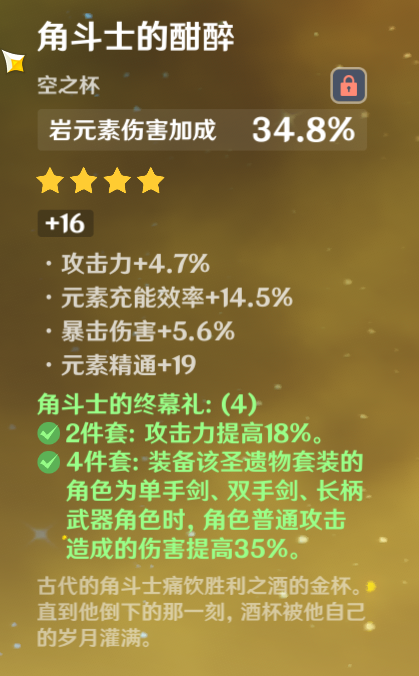 角斗士的酣醉
空之杯
岩元素伤害加成 34.8%
+16
·攻击力+4.7%
·元素充能效率+14.5%
·暴击伤害+5.6%
·元素精通+19
角斗士的终幕礼:（4）
2件套: 攻击力提高18%。
4件套: 装备该圣遗物套装的
角色为单手剑、双手剑、长柄
武器角色时, 角色普通攻击
造成的伤害提高35%。
古代的角斗士痛饮胜利之酒的金杯。
直到他倒下的那一刻, 酒杯被他自己
的岁月灌满。